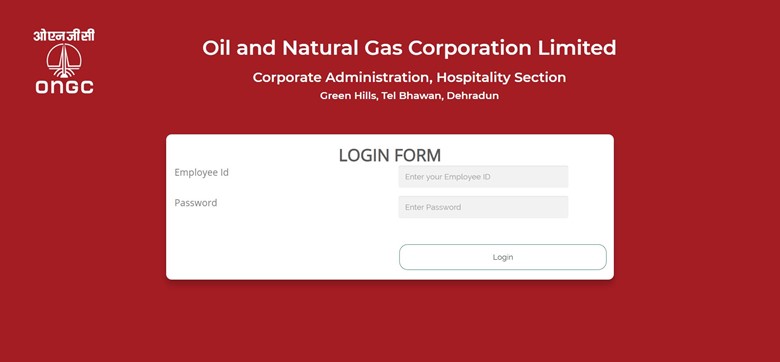 ओएनजीसी
ONGC
Oil and Natural Gas Corporation Limited
Corporate Administration, Hospitality Section
Green Hills, Tel Bhawan, Dehradun
LOGIN FORM
Employee Id
Enter your Employee ID
Password
Enter Password
Login